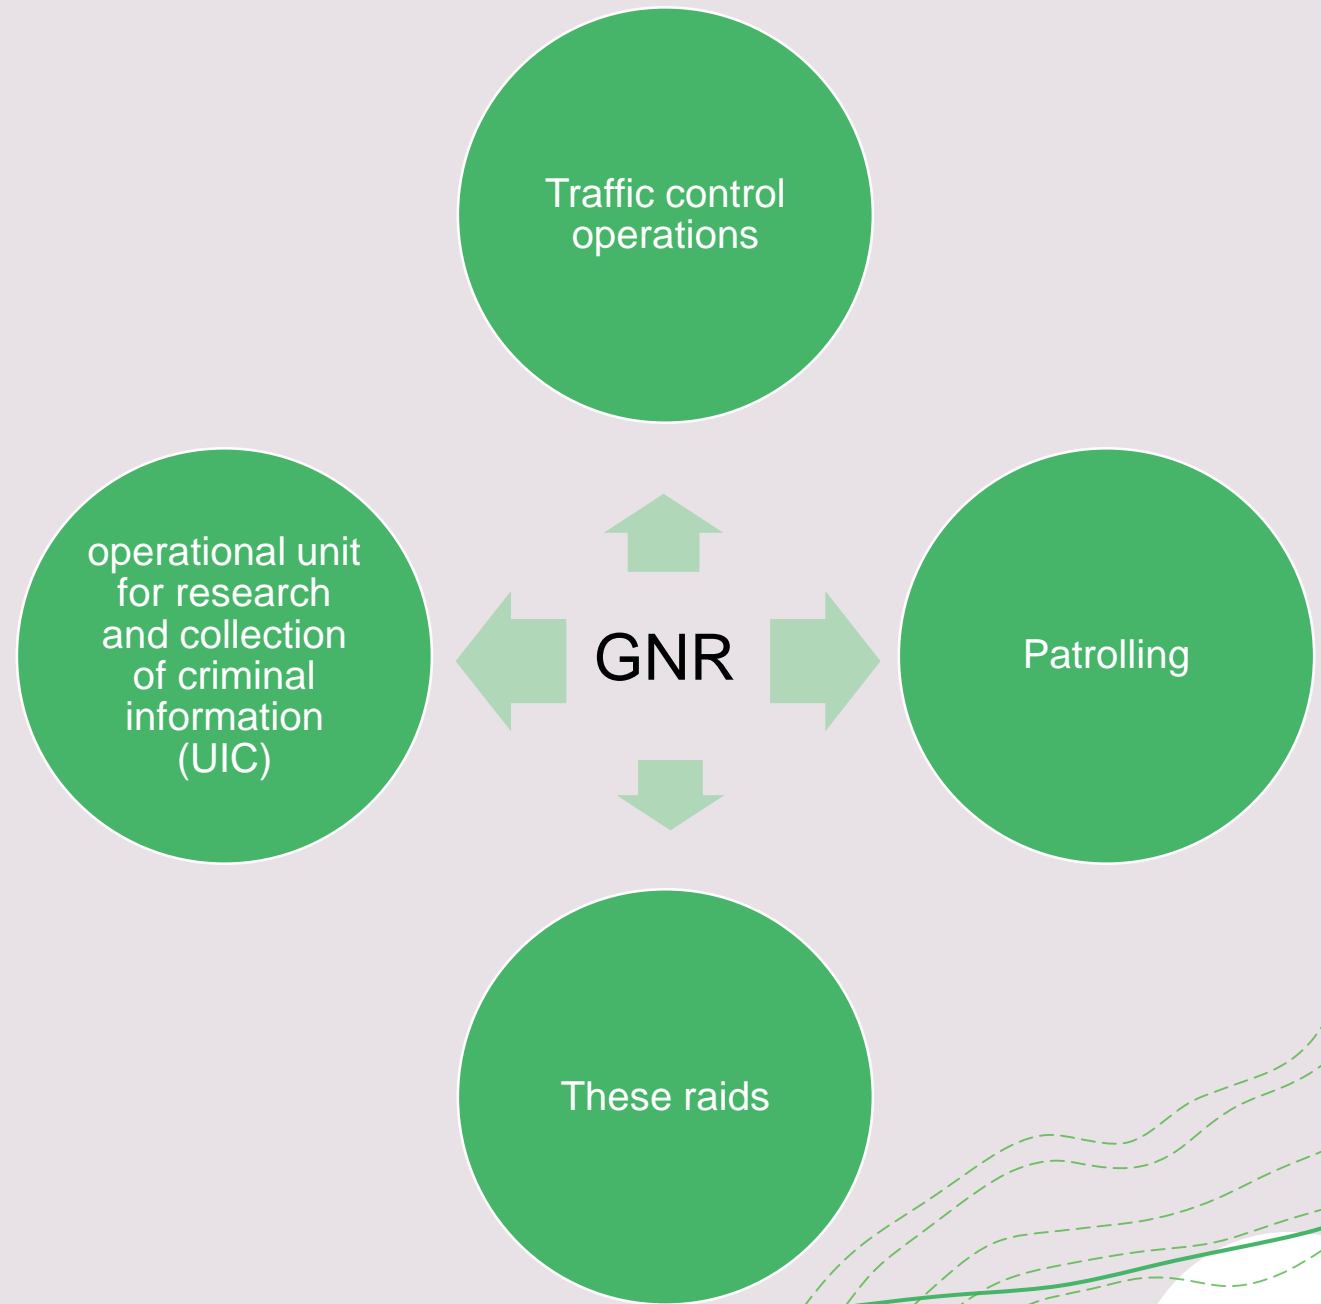 Traffic control
operations
operational unit
for research
and collection
of criminal
information
(UIC)
GNR
Patrolling
These raids